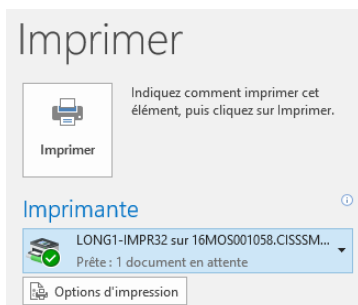 Imprimer
Indiquez comment imprimer cet
élément, puis cliquez sur Imprimer.
Imprimer
Imprimante
LONG1-IMPR32 sur 16MOS001058.CISSSM...
Prête : 1 document en attente
Options d'impression